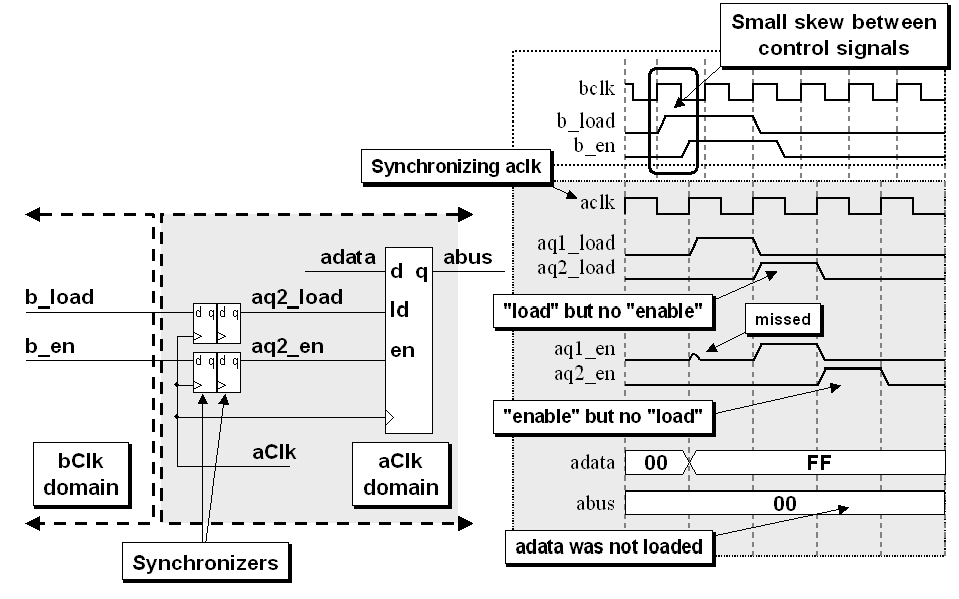 Small skew between
control signals
bclk
b_load
b_en
Synchronizing aclk
aclk
aq1_load
aq2_load
"load" but no "enable"
missed
aq1_en
aq2_en
"enable" but no "load"
adata 00 FF
abus 00
adata was not loaded
adata abus
d q
b_load aq2_load ld
d q d q
b_en aq2_en en
d q d q
aClk
bClk
domain
aClk
domain
Synchronizers